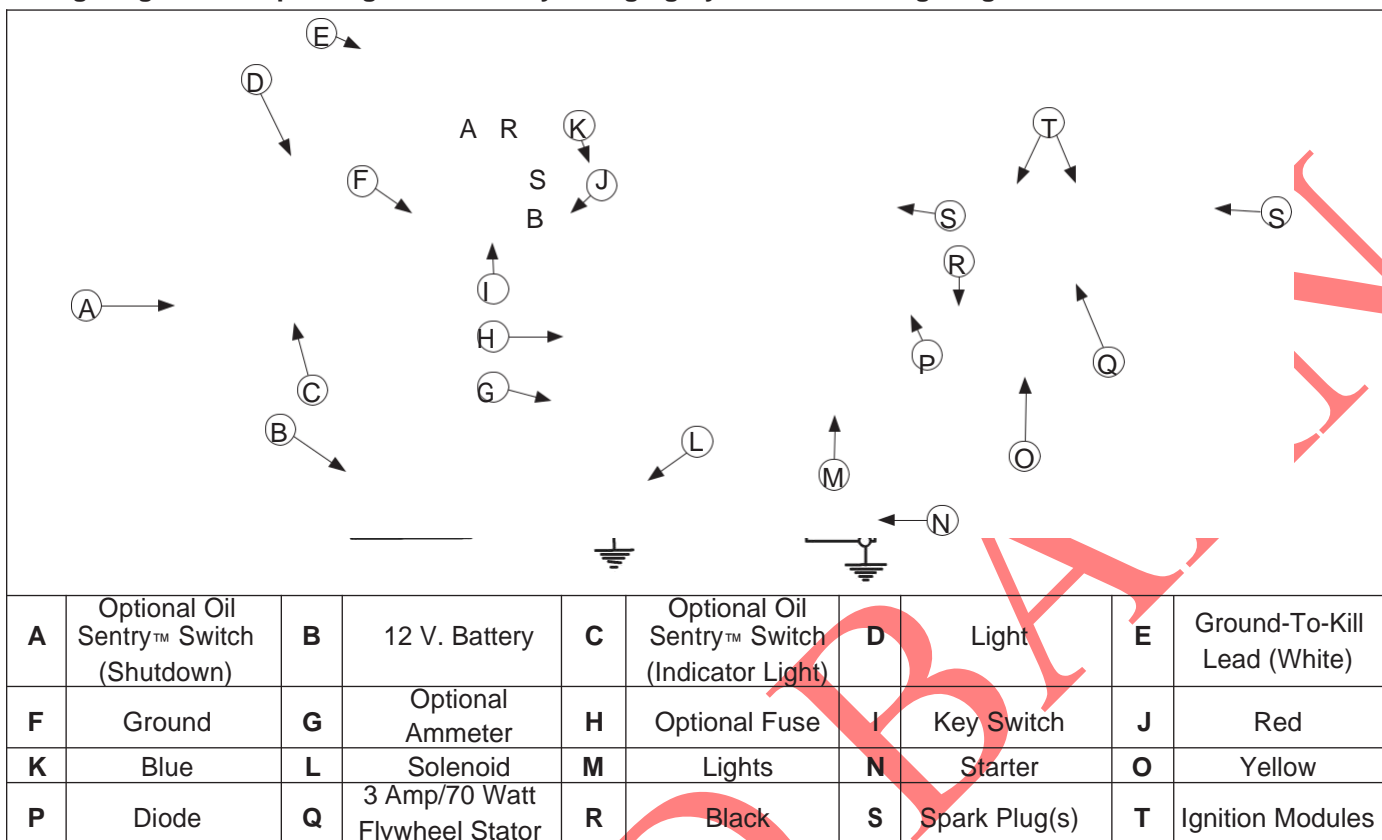 E
D
A R K T
F S J
S S
B
R
I
A
H
P Q
G
C
B L
O
M
N
A Optional Oil Sentry™ Switch (Shutdown) B 12 V. Battery C Optional Oil Sentry™ Switch (Indicator Light) D Light E Ground-To-Kill Lead (White)
F Ground G Optional Ammeter H Optional Fuse I Key Switch J Red
K Blue L Solenoid M Lights N Starter O Yellow
P Diode Q 3 Amp/70 Watt Flywheel Stator R Black S Spark Plug(s) T Ignition Modules